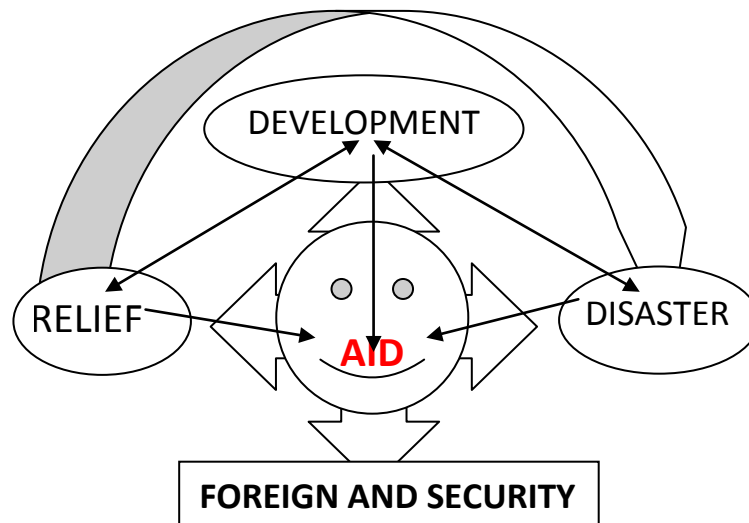 DEVELOPMENT
RELIEF
DISASTER
AID
FOREIGN AND SECURITY